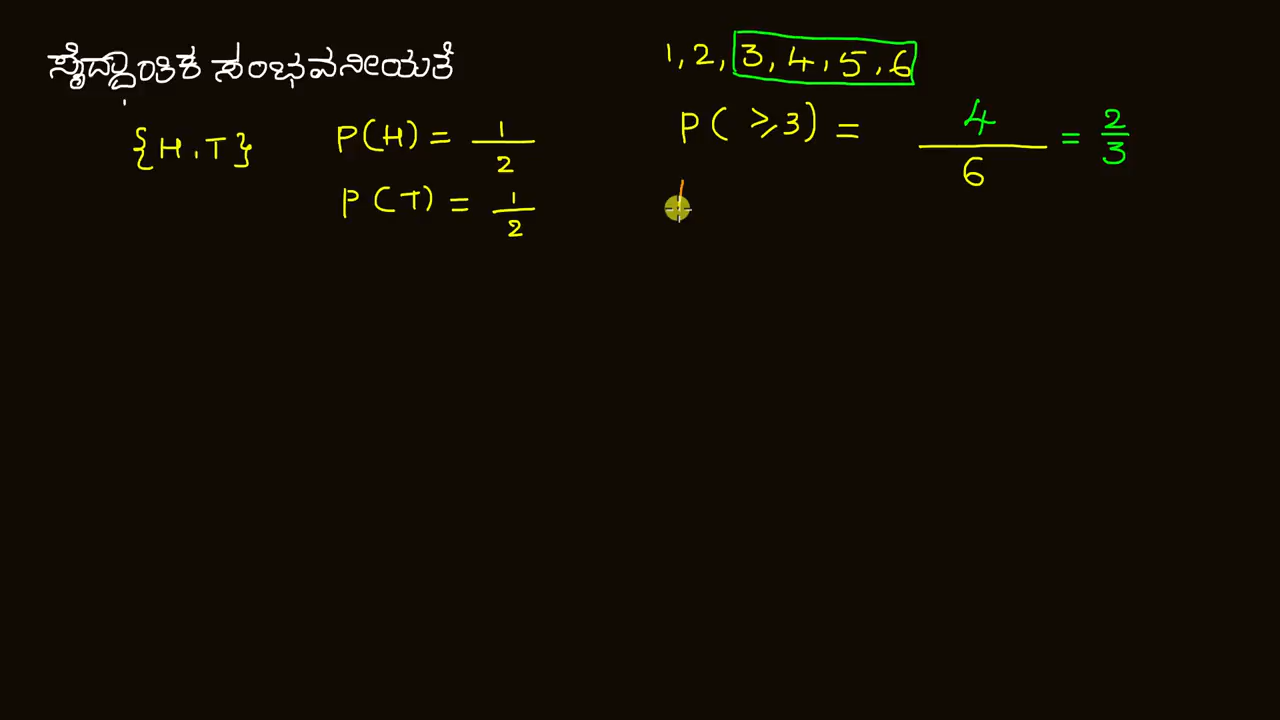 ಸೈದ್ಧಾಂತಿಕ ಸಂಭವನೀಯತೆ
{H, T}
P(H) = 1/2
P(T) = 1/2
1, 2, 3, 4, 5, 6
P( ≥3) = 4/6 = 2/3